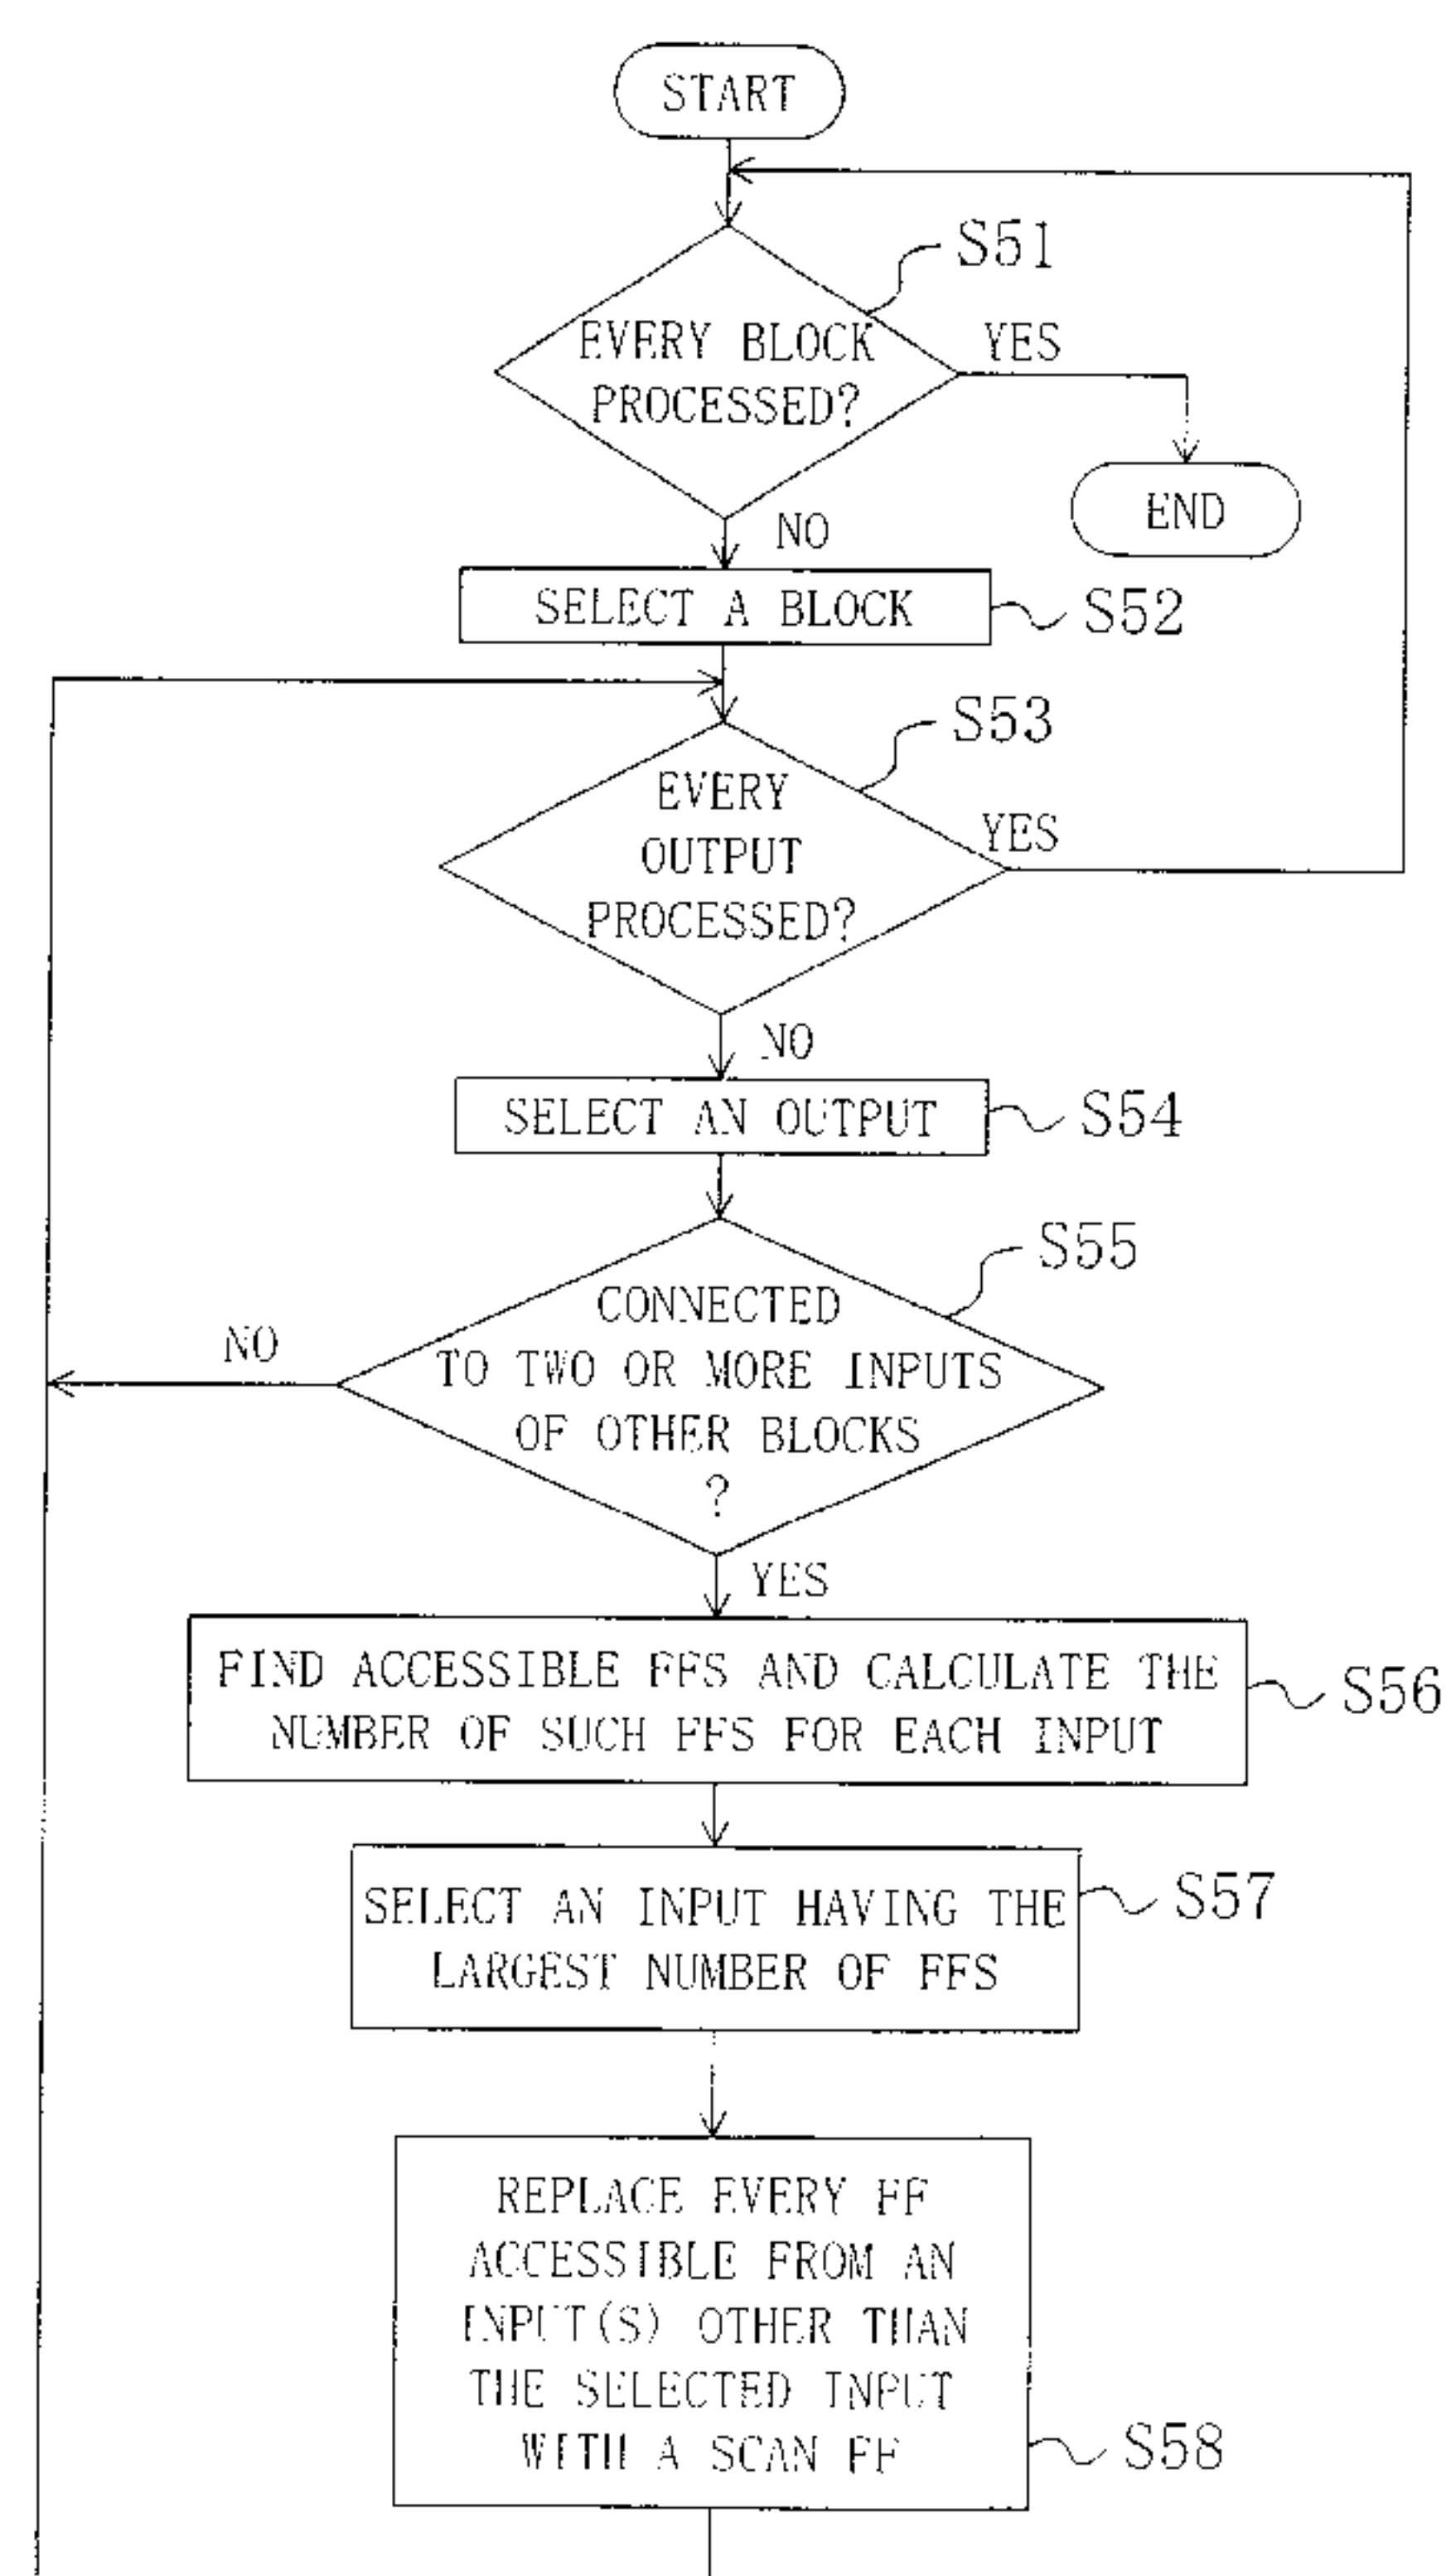 START
S51
EVERY BLOCK
PROCESSED?
YES
END
NO
SELECT A BLOCK
S52
S53
EVERY
OUTPUT
PROCESSED?
YES
NO
SELECT AN OUTPUT
S54
S55
CONNECTED
TO TWO OR MORE INPUTS
OF OTHER BLOCKS
?
NO
YES
FIND ACCESSIBLE FFS AND CALCULATE THE
NUMBER OF SUCH FFS FOR EACH INPUT
S56
SELECT AN INPUT HAVING THE
LARGEST NUMBER OF FFS
S57
REPLACE EVERY FF
ACCESSIBLE FROM AN
INPUT(S) OTHER THAN
THE SELECTED INPUT
WITH A SCAN FF
S58